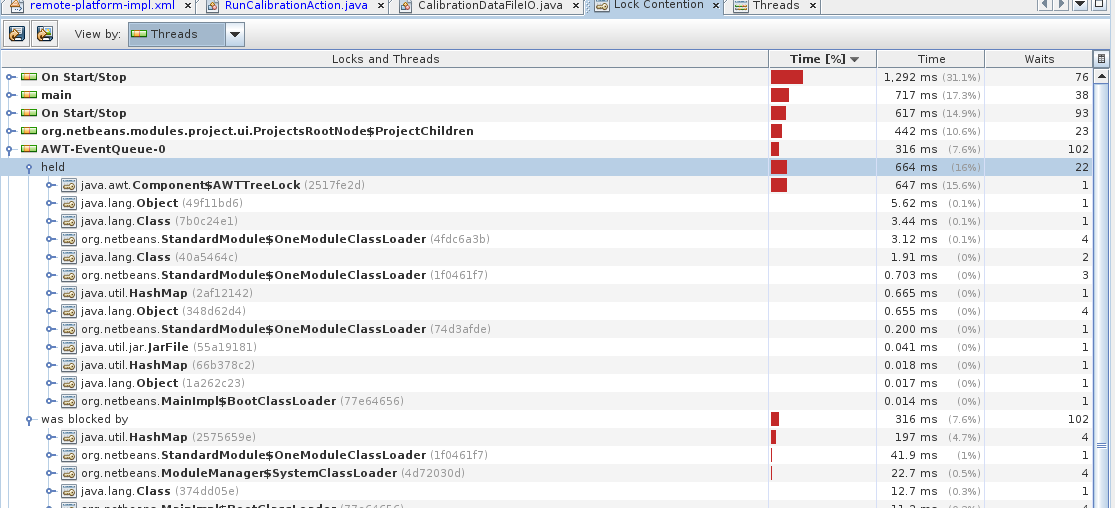 remote-platform-impl.xml × RunCalibrationAction.java × CalibrationDataFileIO.java × Lock Contention × Threads ×
View by: Threads
Locks and Threads Time [%] Time Waits
On Start/Stop 1,292 ms (31.1%) 76
main 717 ms (17.3%) 38
On Start/Stop 617 ms (14.9%) 93
org.netbeans.modules.project.ui.ProjectsRootNode$ProjectChildren 442 ms (10.6%) 23
AWT-EventQueue-0 316 ms (7.6%) 102
held 664 ms (16%) 22
java.awt.Component$AWTTreeLock (2517fe2d) 647 ms (15.6%) 1
java.lang.Object (49f11bd6) 5.62 ms (0.1%) 1
java.lang.Class (7b0c24e1) 3.44 ms (0.1%) 1
org.netbeans.StandardModule$OneModuleClassLoader (4fdc6a3b) 3.12 ms (0.1%) 4
java.lang.Class (40a5464c) 1.91 ms (0%) 2
org.netbeans.StandardModule$OneModuleClassLoader (1f0461f7) 0.703 ms (0%) 3
java.util.HashMap (2af12142) 0.665 ms (0%) 1
java.lang.Object (348d62d4) 0.655 ms (0%) 4
org.netbeans.StandardModule$OneModuleClassLoader (74d3afde) 0.200 ms (0%) 1
java.util.jar.JarFile (55a19181) 0.041 ms (0%) 1
java.util.HashMap (66b378c2) 0.018 ms (0%) 1
java.lang.Object (1a262c23) 0.017 ms (0%) 1
org.netbeans.MainImpl$BootClassLoader (77e64656) 0.014 ms (0%) 1
was blocked by 316 ms (7.6%) 102
java.util.HashMap (2575659e) 197 ms (4.7%) 4
org.netbeans.StandardModule$OneModuleClassLoader (1f0461f7) 41.9 ms (1%) 1
org.netbeans.ModuleManager$SystemClassLoader (4d72030d) 22.7 ms (0.5%) 4
java.lang.Class (374dd05e) 12.7 ms (0.3%) 1
org.netbeans.MainImpl$BootClassLoader (77e64656)